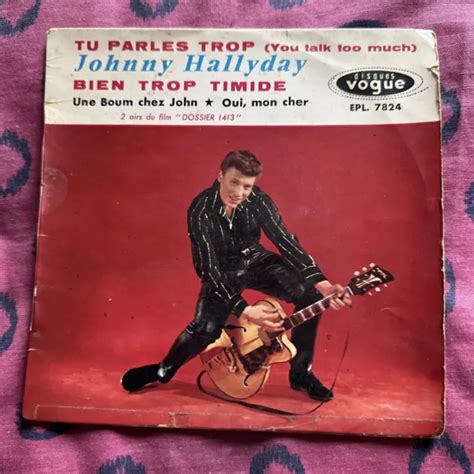 TU PARLES TROP (You talk too much)
Johnny Hallyday
BIEN TROP TIMIDE
Une Boum chez John ★ Oui, mon cher
2 airs du film "DOSSIER 1413"
disques
vogue
EPL. 7824